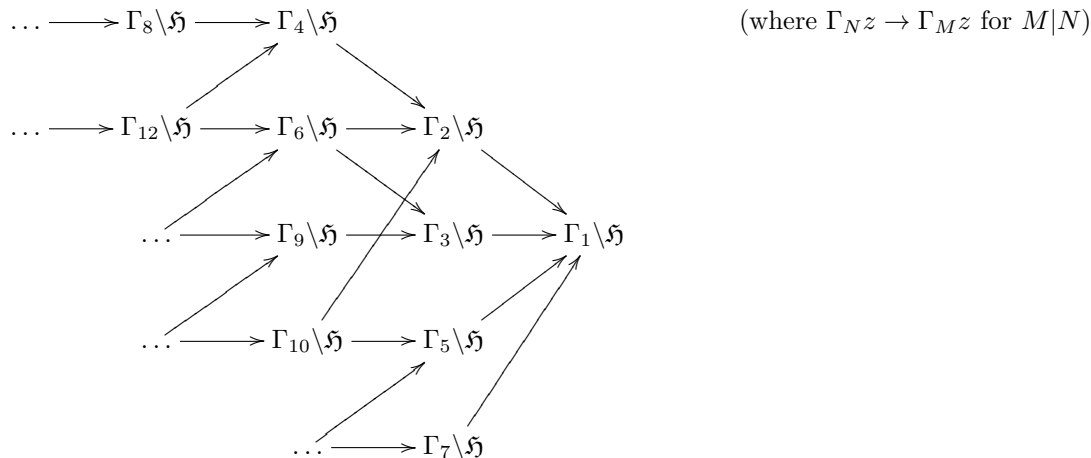 ... Γ₈\ℌ Γ₄\ℌ (where Γ_N z → Γ_M z for M|N)
... Γ₁₂\ℌ Γ₆\ℌ Γ₂\ℌ
... Γ₉\ℌ Γ₃\ℌ Γ₁\ℌ
... Γ₁₀\ℌ Γ₅\ℌ
... Γ₇\ℌ